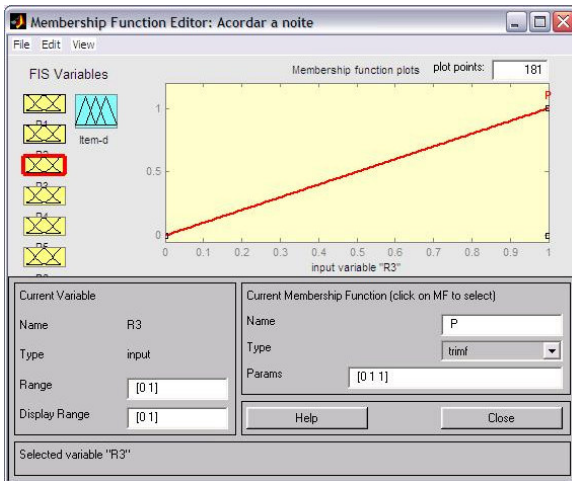 Membership Function Editor: Acordar a noite
File Edit View
FIS Variables
Item-d
Membership function plots
plot points:
181
P
1
0.5
0
0 0.1 0.2 0.3 0.4 0.5 0.6 0.7 0.8 0.9 1
input variable "R3"
Current Variable
Name R3
Type input
Range [0 1]
Display Range [0 1]
Current Membership Function (click on MF to select)
Name P
Type trimf
Params [0 1 1]
Help Close
Selected variable "R3"